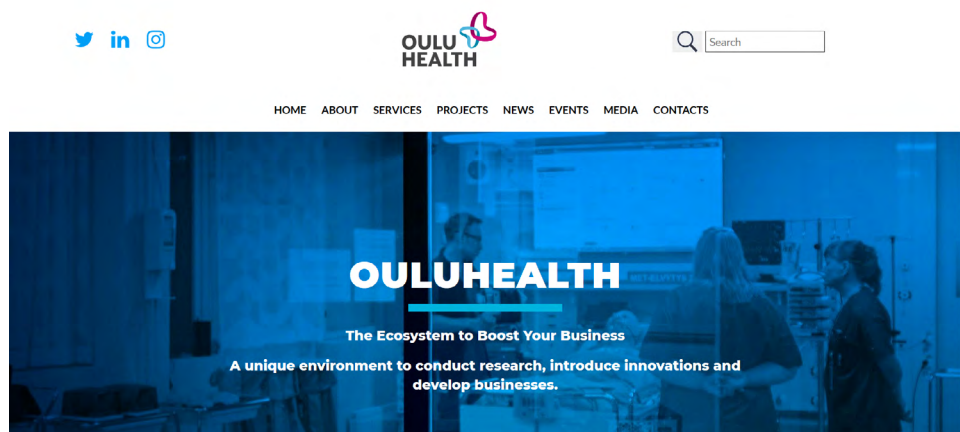 OULU
HEALTH
Search
HOME ABOUT SERVICES PROJECTS NEWS EVENTS MEDIA CONTACTS
OULUHEALTH
The Ecosystem to Boost Your Business
A unique environment to conduct research, introduce innovations and
develop businesses.